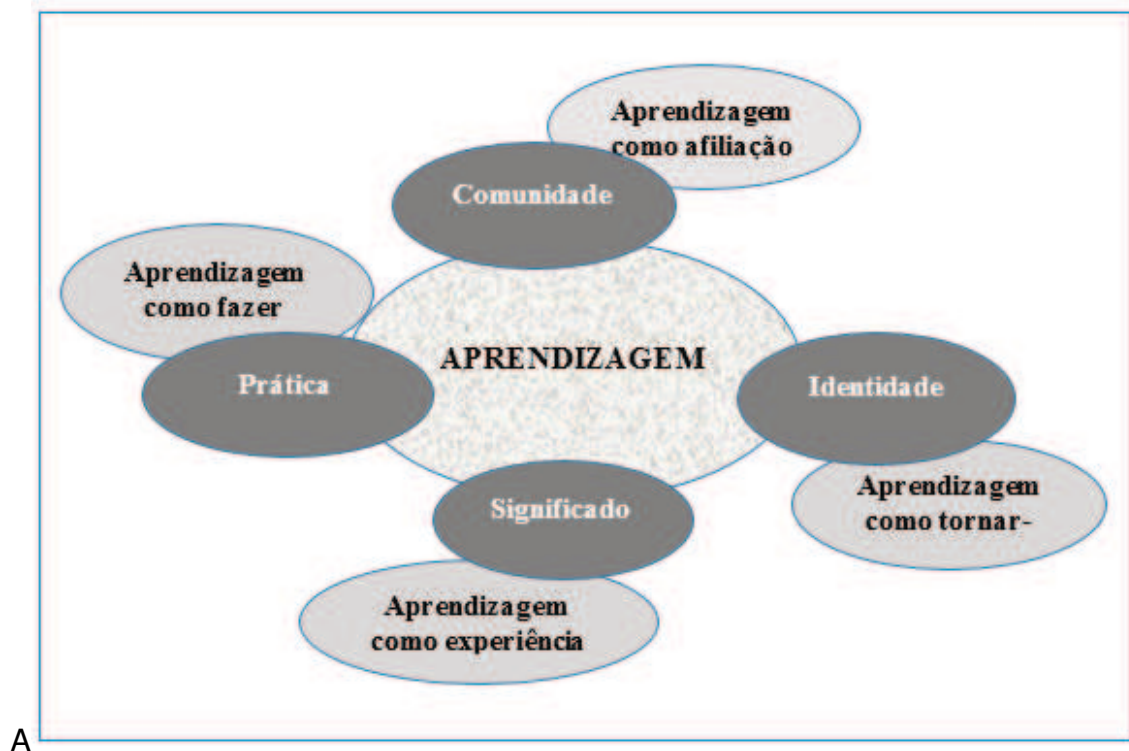 Aprendizagem
como afiliação
Comunidade
Aprendizagem
como fazer
APRENDIZAGEM
Prática
Identidade
Aprendizagem
como tornar-
Significado
Aprendizagem
como experiência
A